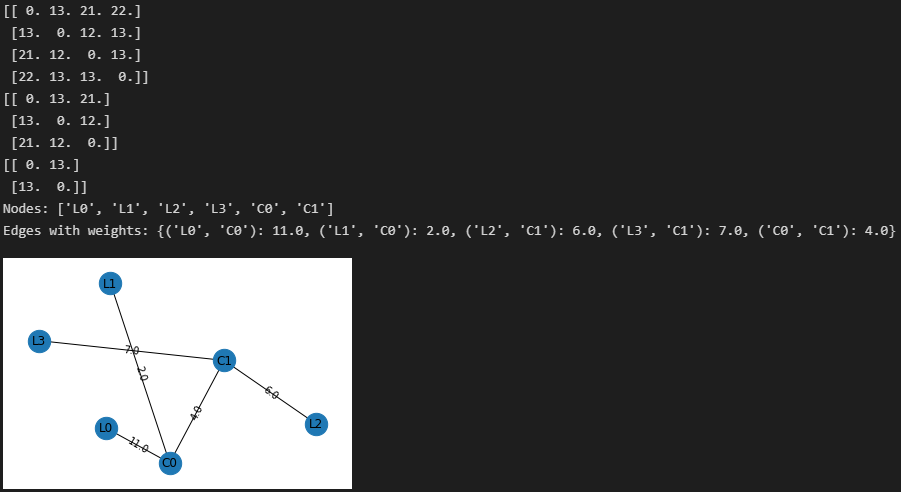 [[ 0. 13. 21. 22.]
 [13.  0. 12. 13.]
 [21. 12.  0. 13.]
 [22. 13. 13.  0.]]
[[ 0. 13. 21.]
 [13.  0. 12.]
 [21. 12.  0.]]
[[ 0. 13.]
 [13.  0.]]
Nodes: ['L0', 'L1', 'L2', 'L3', 'C0', 'C1']
Edges with weights: {('L0', 'C0'): 11.0, ('L1', 'C0'): 2.0, ('L2', 'C1'): 6.0, ('L3', 'C1'): 7.0, ('C0', 'C1'): 4.0}
L1
L3
7.0
C1
2.0
6.0
4.0
L2
L0
11.0
C0